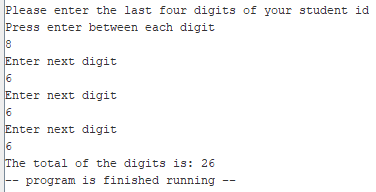 Please enter the last four digits of your student id
Press enter between each digit
8
Enter next digit
6
Enter next digit
6
Enter next digit
6
The total of the digits is: 26
-- program is finished running --